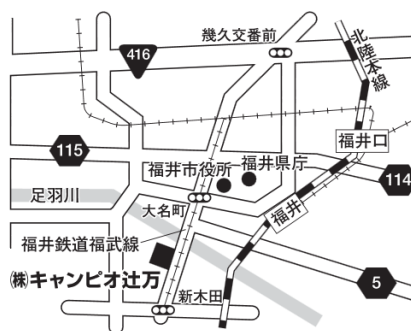 幾久交番前
416
北陸本線
115
福井市役所
福井県庁
福井口
114
足羽川
大名町
福井
福井鉄道福武線
㈱キャンピオ辻万
新木田
5